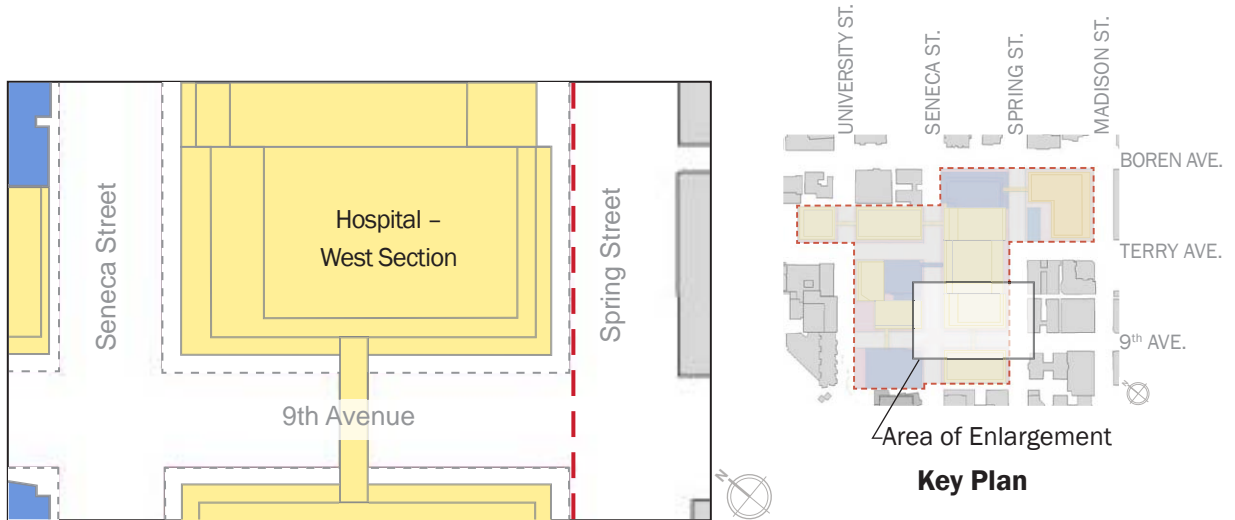 Hospital –
West Section
Seneca Street
Spring Street
9th Avenue
N
UNIVERSITY ST.
SENECA ST.
SPRING ST.
MADISON ST.
BOREN AVE.
TERRY AVE.
9th AVE.
N
Area of Enlargement
Key Plan